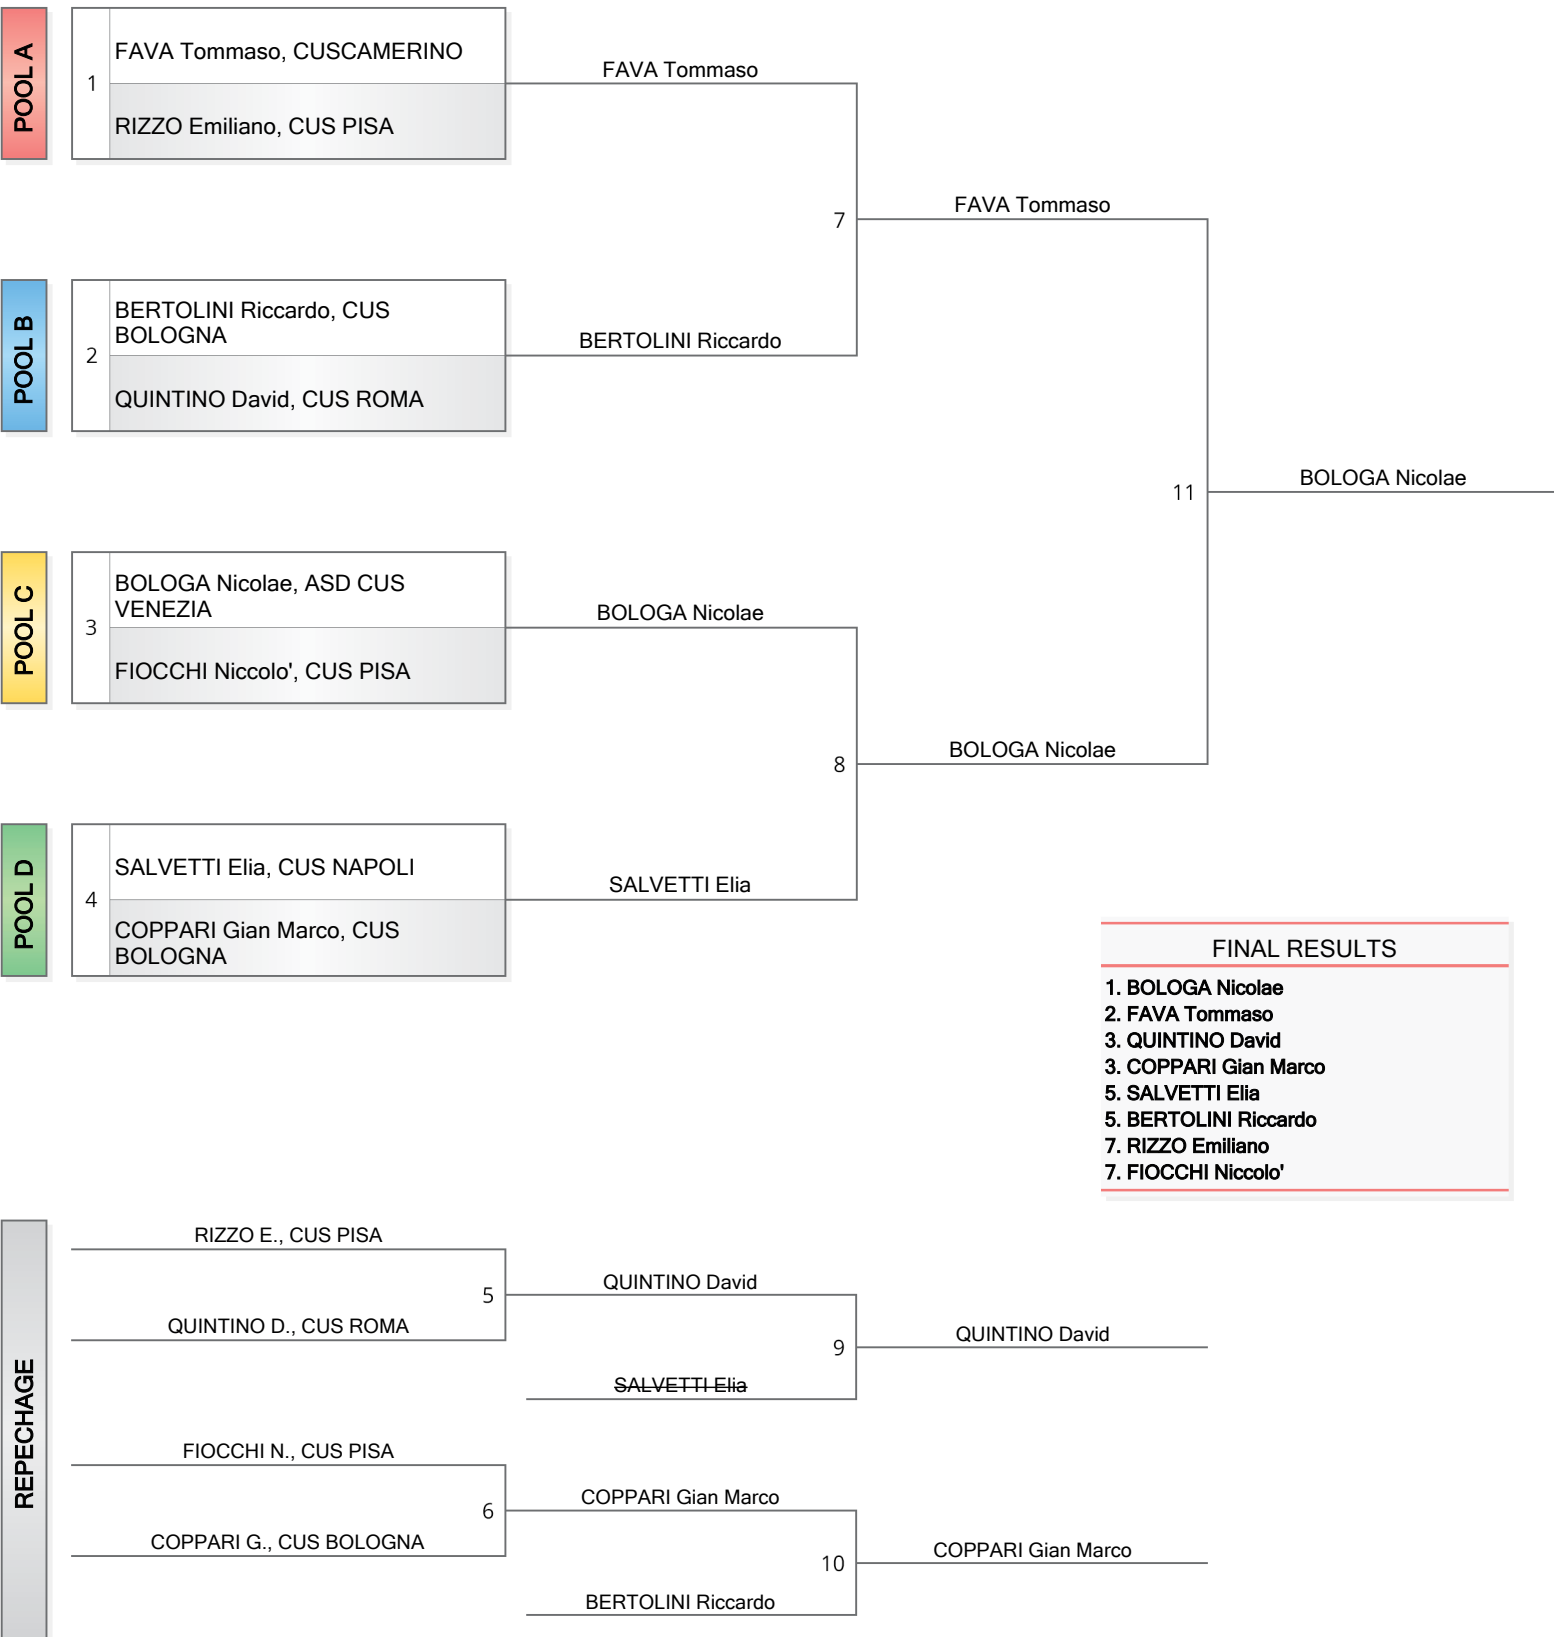 POOL A
1
FAVA Tommaso, CUSCAMERINO
RIZZO Emiliano, CUS PISA
FAVA Tommaso
7
FAVA Tommaso
POOL B
2
BERTOLINI Riccardo, CUS
BOLOGNA
QUINTINO David, CUS ROMA
BERTOLINI Riccardo
11
BOLOGA Nicolae
POOL C
3
BOLOGA Nicolae, ASD CUS
VENEZIA
FIOCCHI Niccolo', CUS PISA
BOLOGA Nicolae
8
BOLOGA Nicolae
POOL D
4
SALVETTI Elia, CUS NAPOLI
COPPARI Gian Marco, CUS
BOLOGNA
SALVETTI Elia
FINAL RESULTS
1. BOLOGA Nicolae
2. FAVA Tommaso
3. QUINTINO David
3. COPPARI Gian Marco
5. SALVETTI Elia
5. BERTOLINI Riccardo
7. RIZZO Emiliano
7. FIOCCHI Niccolo'
REPECHAGE
RIZZO E., CUS PISA
5
QUINTINO D., CUS ROMA
QUINTINO David
9
SALVETTI Elia
QUINTINO David
FIOCCHI N., CUS PISA
6
COPPARI G., CUS BOLOGNA
COPPARI Gian Marco
10
BERTOLINI Riccardo
COPPARI Gian Marco